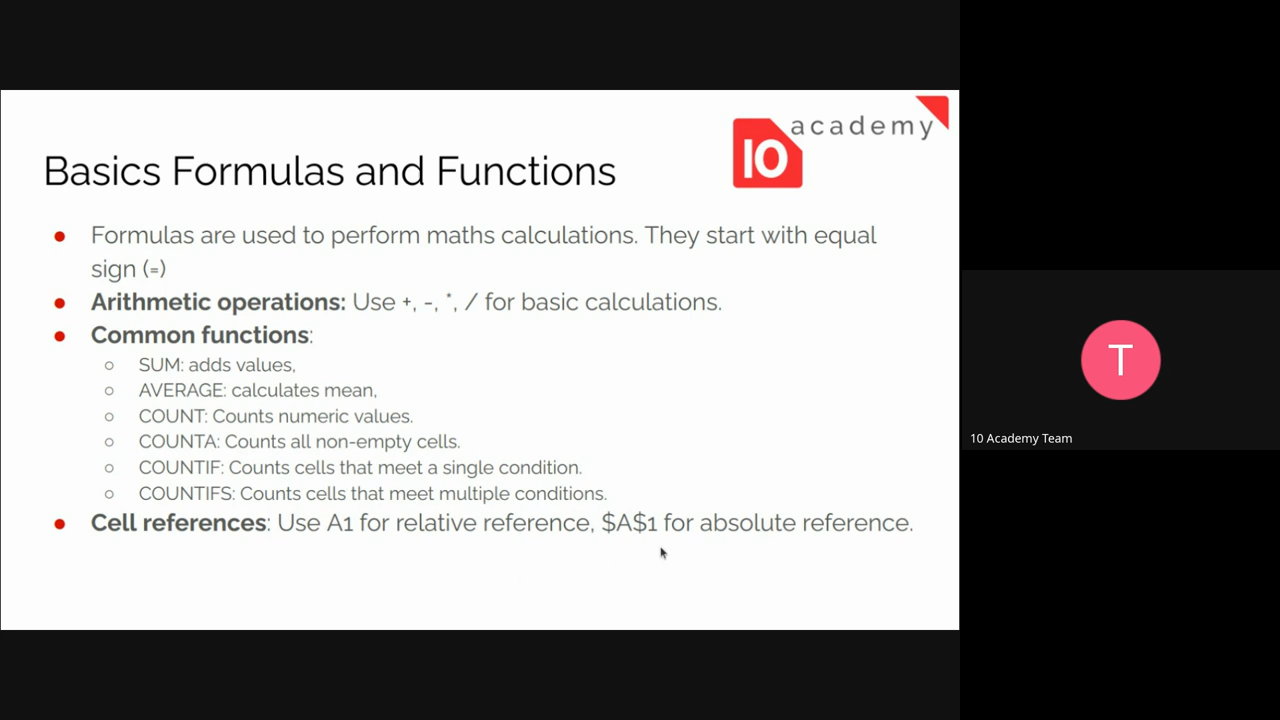 10 academy
Basics Formulas and Functions
● Formulas are used to perform maths calculations. They start with equal
sign (=)
● Arithmetic operations: Use +, -, *, / for basic calculations.
● Common functions:
○ SUM: adds values,
○ AVERAGE: calculates mean,
○ COUNT: Counts numeric values.
○ COUNTA: Counts all non-empty cells.
○ COUNTIF: Counts cells that meet a single condition.
○ COUNTIFS: Counts cells that meet multiple conditions.
● Cell references: Use A1 for relative reference, $A$1 for absolute reference.
T
10 Academy Team